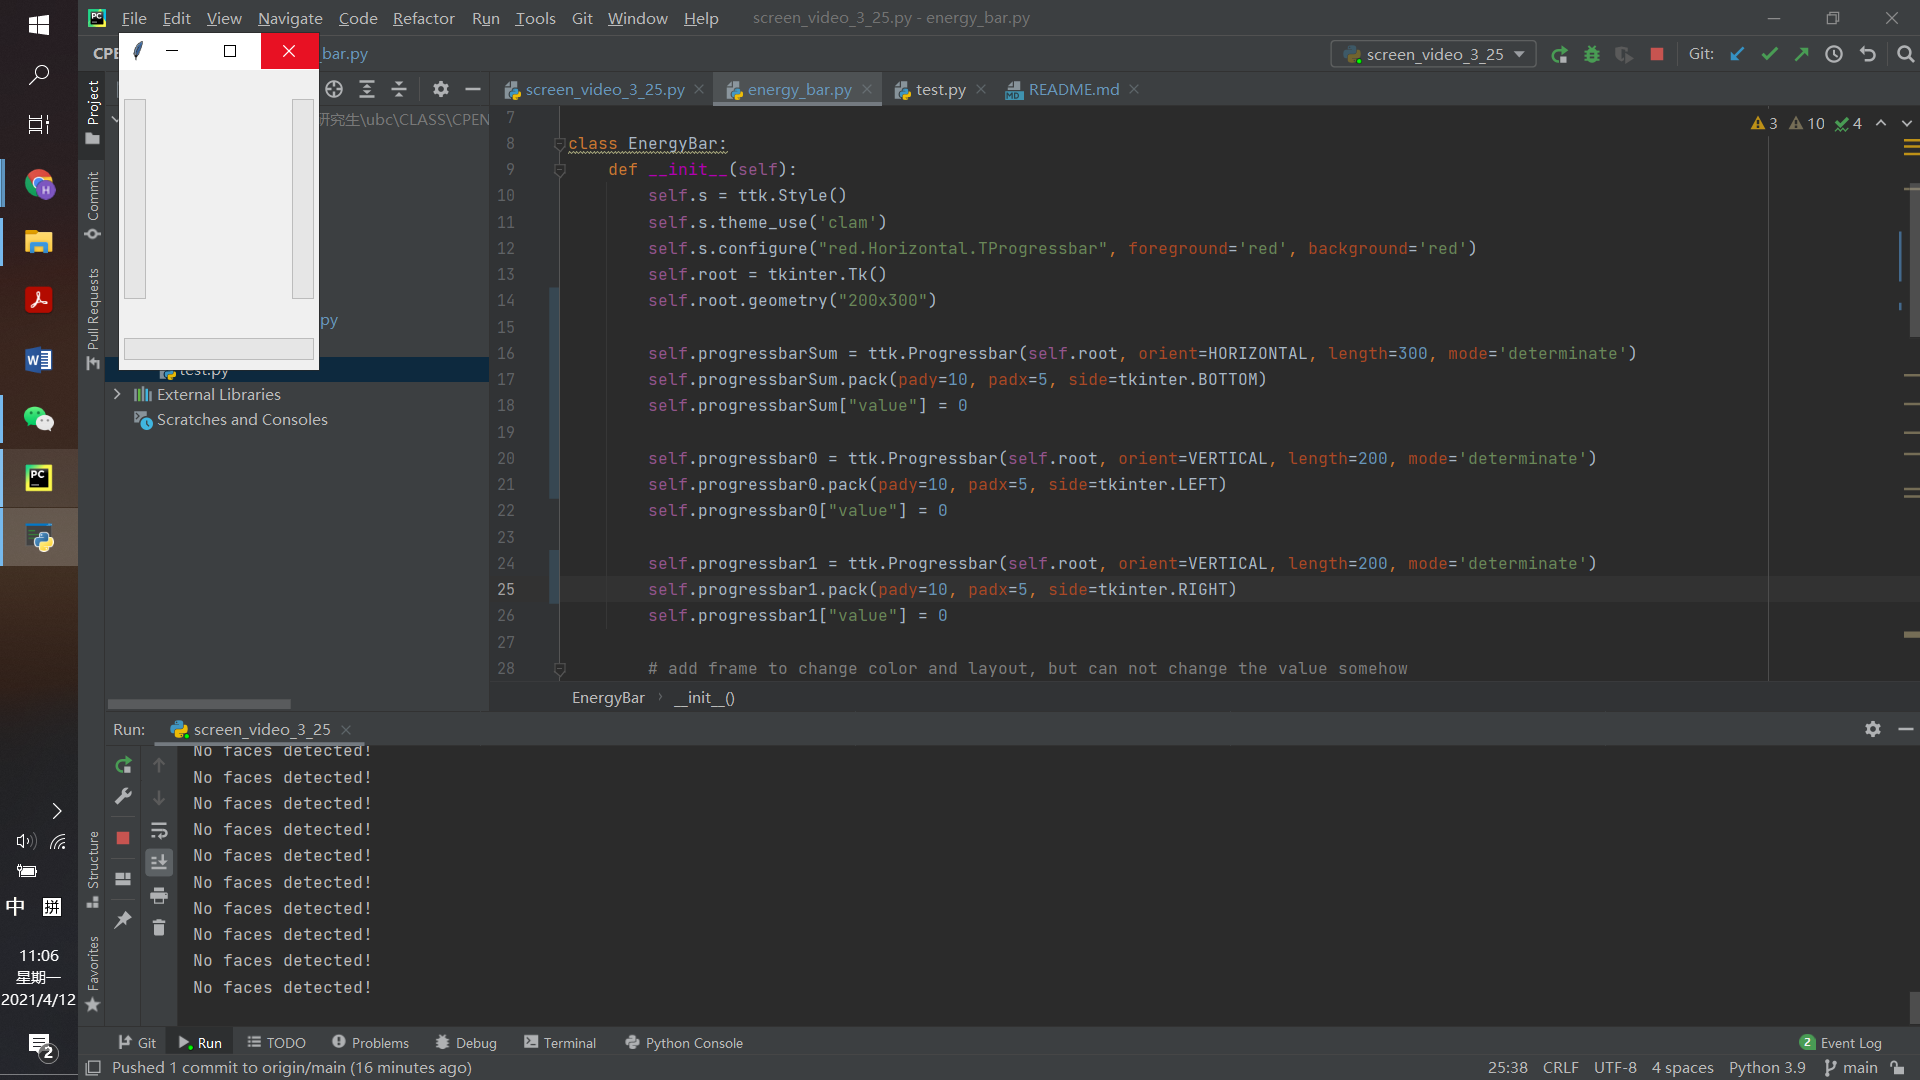 File Edit View Navigate Code Refactor Run Tools Git Window Help screen_video_3_25.py - energy_bar.py
CPE bar.py screen_video_3_25 Git:
Project
研究生\ubc\CLASS\CPEN
py
test.py
External Libraries
Scratches and Consoles
Commit
Pull Requests
Structure
Favorites
screen_video_3_25.py energy_bar.py test.py README.md
3 10 4
7
8 class EnergyBar:
9 def __init__(self):
10 self.s = ttk.Style()
11 self.s.theme_use('clam')
12 self.s.configure("red.Horizontal.TProgressbar", foreground='red', background='red')
13 self.root = tkinter.Tk()
14 self.root.geometry("200x300")
15
16 self.progressbarSum = ttk.Progressbar(self.root, orient=HORIZONTAL, length=300, mode='determinate')
17 self.progressbarSum.pack(pady=10, padx=5, side=tkinter.BOTTOM)
18 self.progressbarSum["value"] = 0
19
20 self.progressbar0 = ttk.Progressbar(self.root, orient=VERTICAL, length=200, mode='determinate')
21 self.progressbar0.pack(pady=10, padx=5, side=tkinter.LEFT)
22 self.progressbar0["value"] = 0
23
24 self.progressbar1 = ttk.Progressbar(self.root, orient=VERTICAL, length=200, mode='determinate')
25 self.progressbar1.pack(pady=10, padx=5, side=tkinter.RIGHT)
26 self.progressbar1["value"] = 0
27
28 # add frame to change color and layout, but can not change the value somehow
EnergyBar › __init__()
Run: screen_video_3_25
No faces detected!
No faces detected!
No faces detected!
No faces detected!
No faces detected!
No faces detected!
No faces detected!
No faces detected!
No faces detected!
No faces detected!
Git Run TODO Problems Debug Terminal Python Console 2 Event Log
Pushed 1 commit to origin/main (16 minutes ago) 25:38 CRLF UTF-8 4 spaces Python 3.9 main
中 拼
11:06
星期一
2021/4/12
2